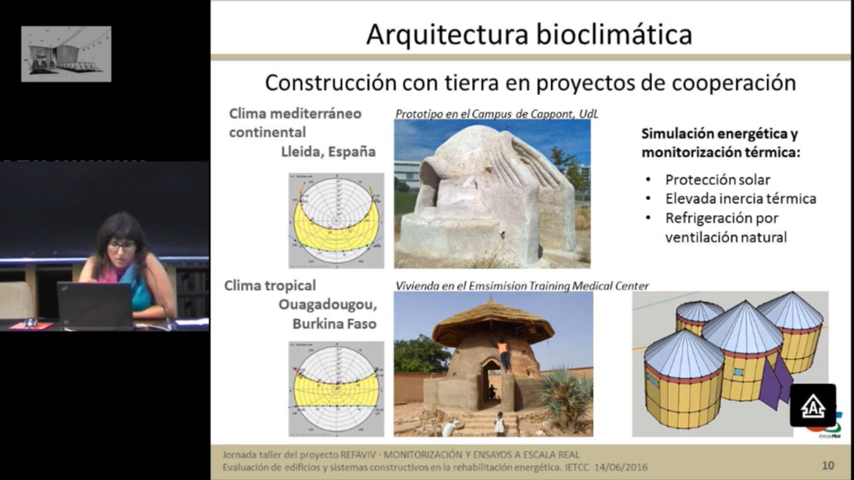 Arquitectura bioclimática
Construcción con tierra en proyectos de cooperación
Clima mediterráneo
continental
Lleida, España
Prototipo en el Campus de Cappont, UdL
Simulación energética y
monitorización térmica:
• Protección solar
• Elevada inercia térmica
• Refrigeración por
ventilación natural
Clima tropical
Ouagadougou,
Burkina Faso
Vivienda en el Emsimision Training Medical Center
A
Jornada taller del proyecto REFAVIV - MONITORIZACIÓN Y ENSAYOS A ESCALA REAL
Evaluación de edificios y sistemas constructivos en la rehabilitación energética. IETCC 14/06/2016
10